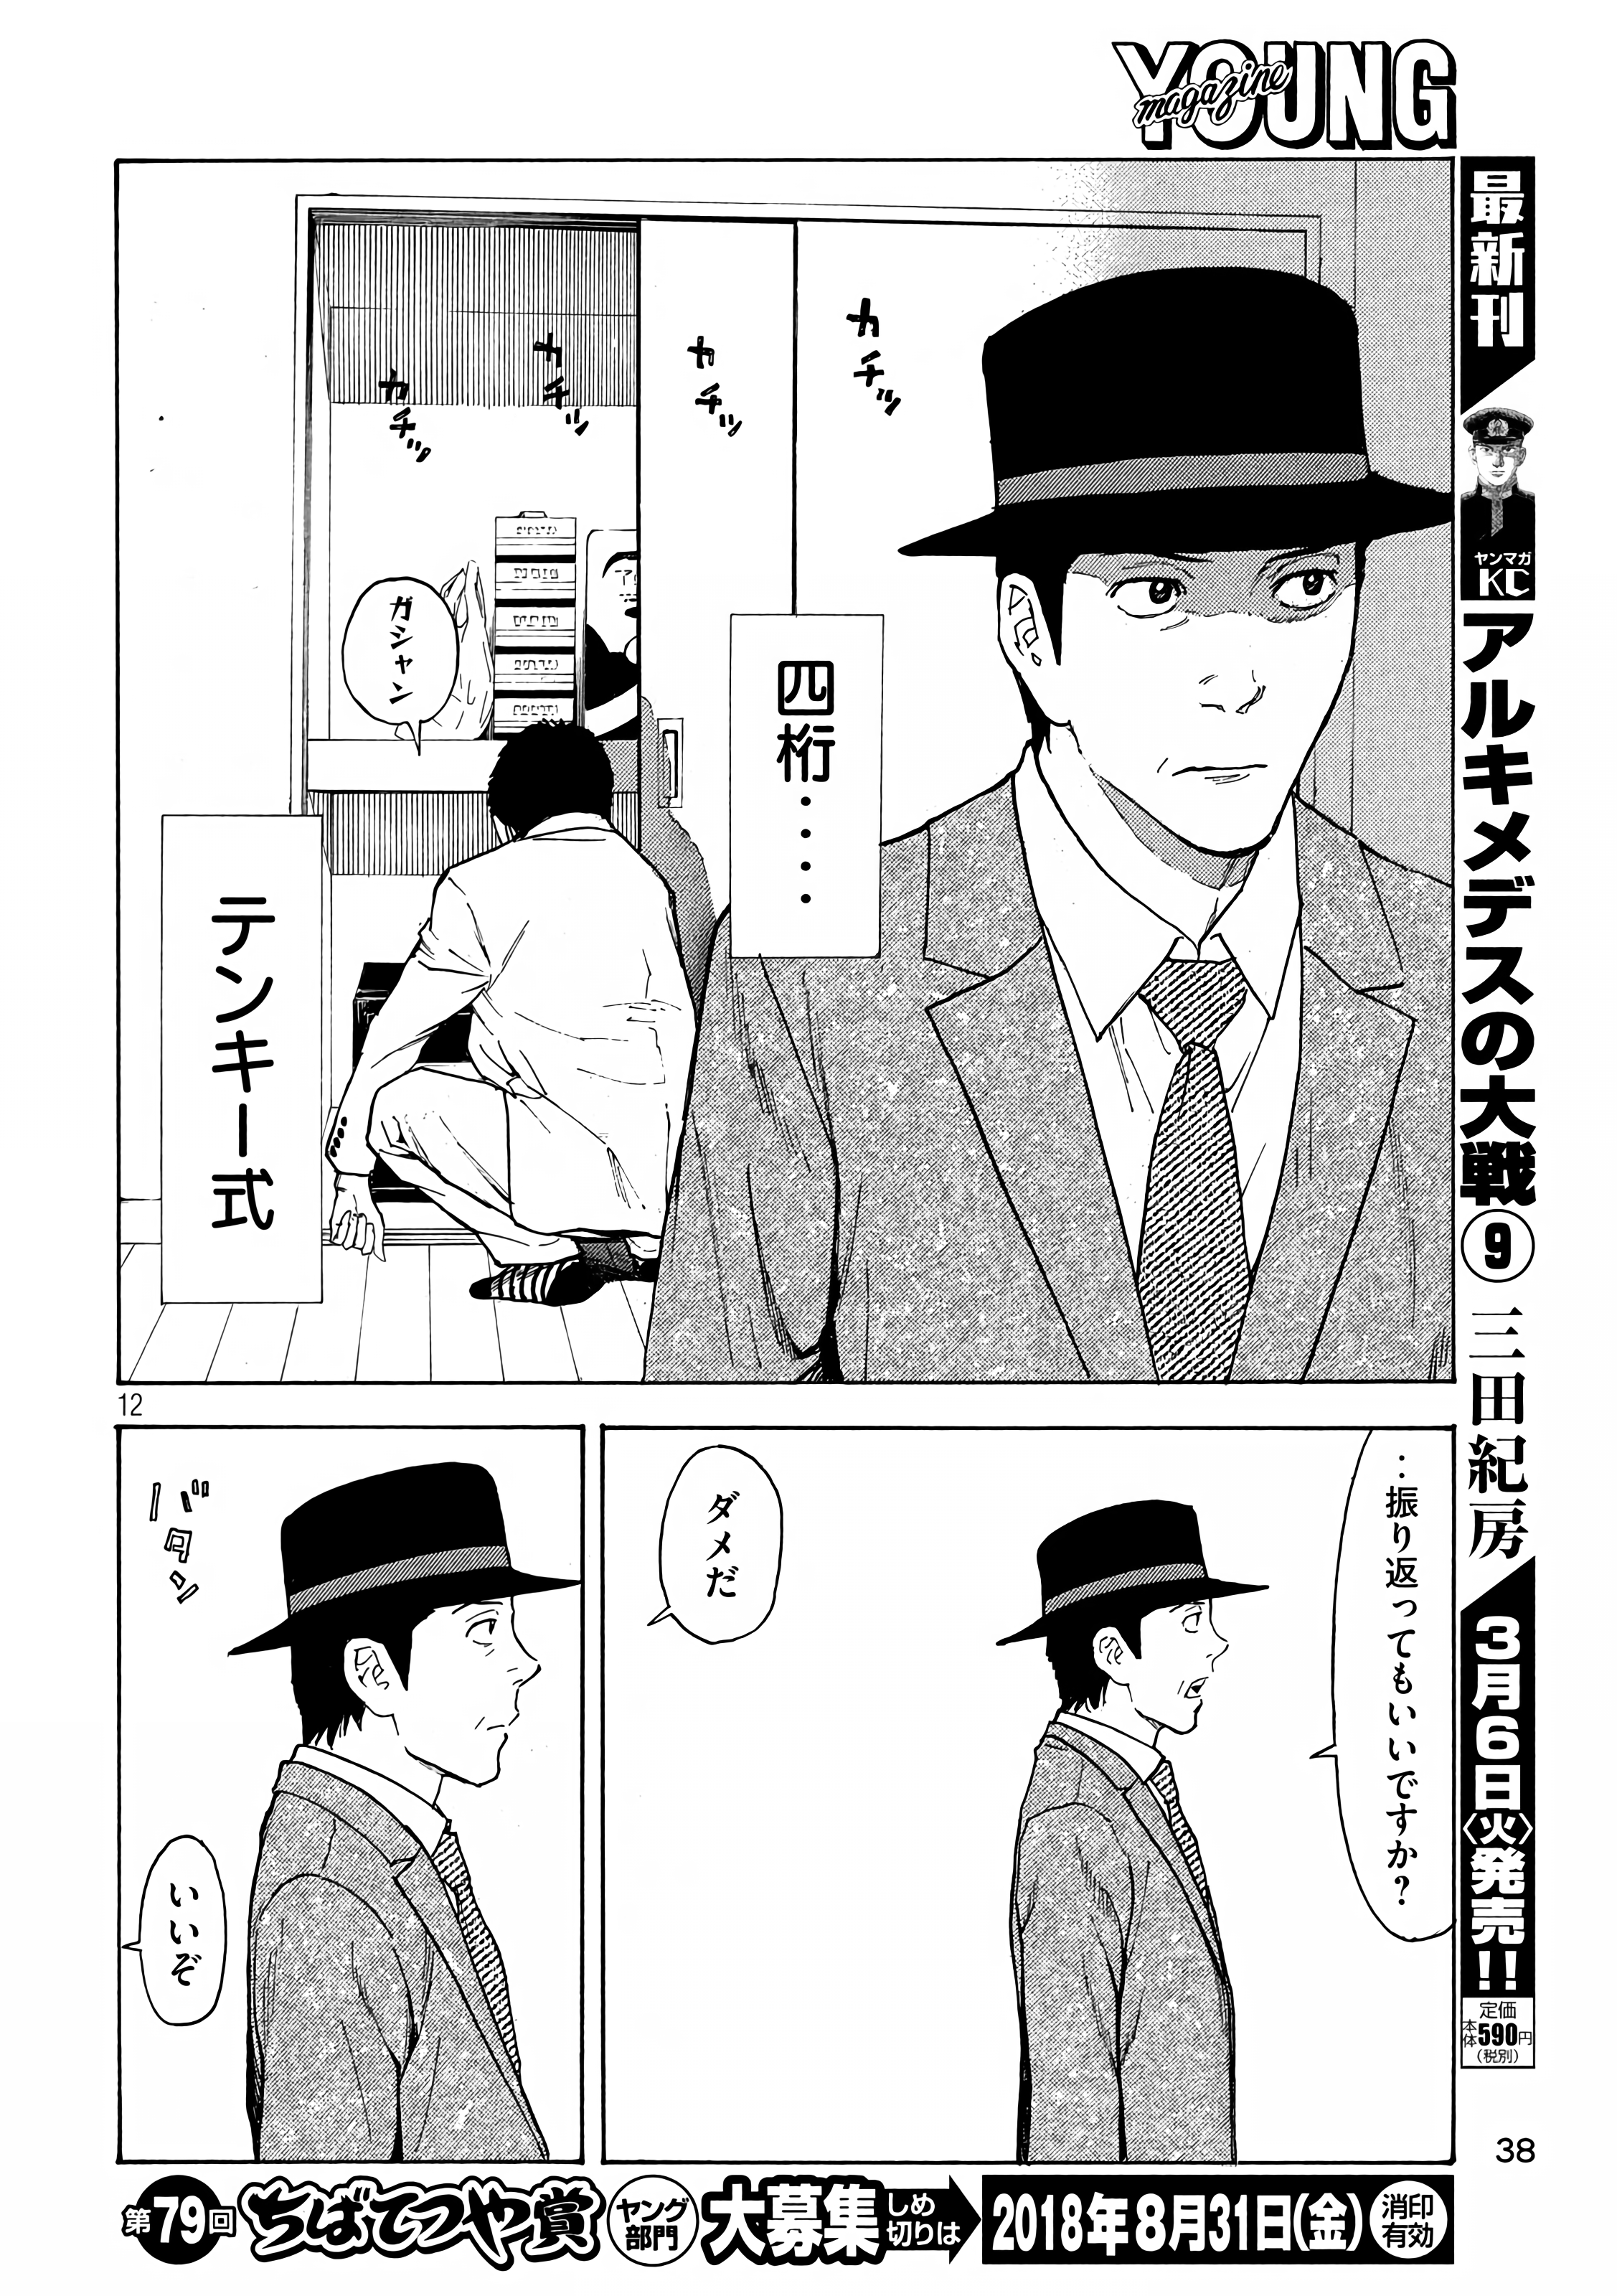 YOUNG
magazine
最新刊
ヤンマガ
KC
アルキメデスの大戦⑨
三田紀房
3月6日〈火〉発売!!
定価
本体590円
(税別)
カチッ
カチッ
カチッ
カチッ
四桁‥‥‥
ガシャン
テンキー式
12
‥振り返ってもいいですか?
ダメだ
バタン
いいぞ
38
第79回
ちばてつや賞
ヤング
部門
大募集
しめ
切りは
2018年8月31日(金)
消印
有効